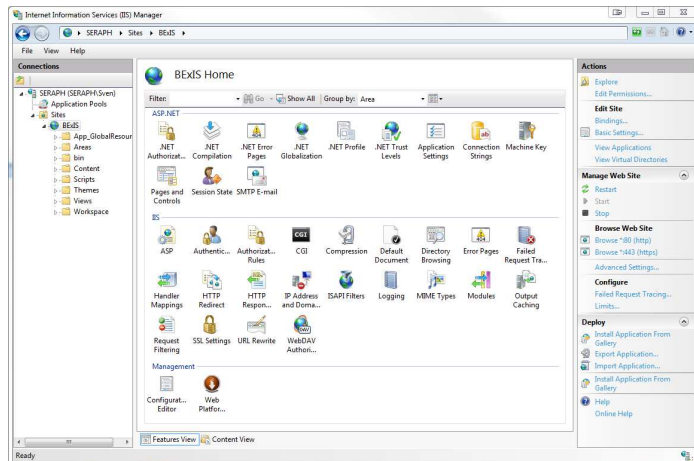 Internet Information Services (IIS) Manager
SERAPH ▸ Sites ▸ BExIS ▸
File View Help
Connections
SERAPH (SERAPH\Sven)
Application Pools
Sites
BExIS
App_GlobalResour
Areas
bin
Content
Scripts
Themes
Views
Workspace
BExIS Home
Filter: Go Show All Group by: Area
ASP.NET
.NET Authorizat...
.NET Compilation
.NET Error Pages
.NET Globalization
.NET Profile
.NET Trust Levels
Application Settings
Connection Strings
Machine Key
Pages and Controls
Session State
SMTP E-mail
IIS
ASP
Authentic...
Authorizat... Rules
CGI
CGI
Compression
Default Document
Directory Browsing
Error Pages
Failed Request Tra...
Handler Mappings
HTTP Redirect
HTTP Respon...
IP Address and Doma...
ISAPI Filters
Logging
MIME Types
Modules
Output Caching
Request Filtering
SSL Settings
URL Rewrite
WebDAV Authori...
Management
Configurat... Editor
Web Platfor...
Features View Content View
Ready
Actions
Explore
Edit Permissions...
Edit Site
Bindings...
Basic Settings...
View Applications
View Virtual Directories
Manage Web Site
Restart
Start
Stop
Browse Web Site
Browse *:80 (http)
Browse *:443 (https)
Advanced Settings...
Configure
Failed Request Tracing...
Limits...
Deploy
Install Application From Gallery
Export Application...
Import Application...
Install Application From Gallery
Help
Online Help